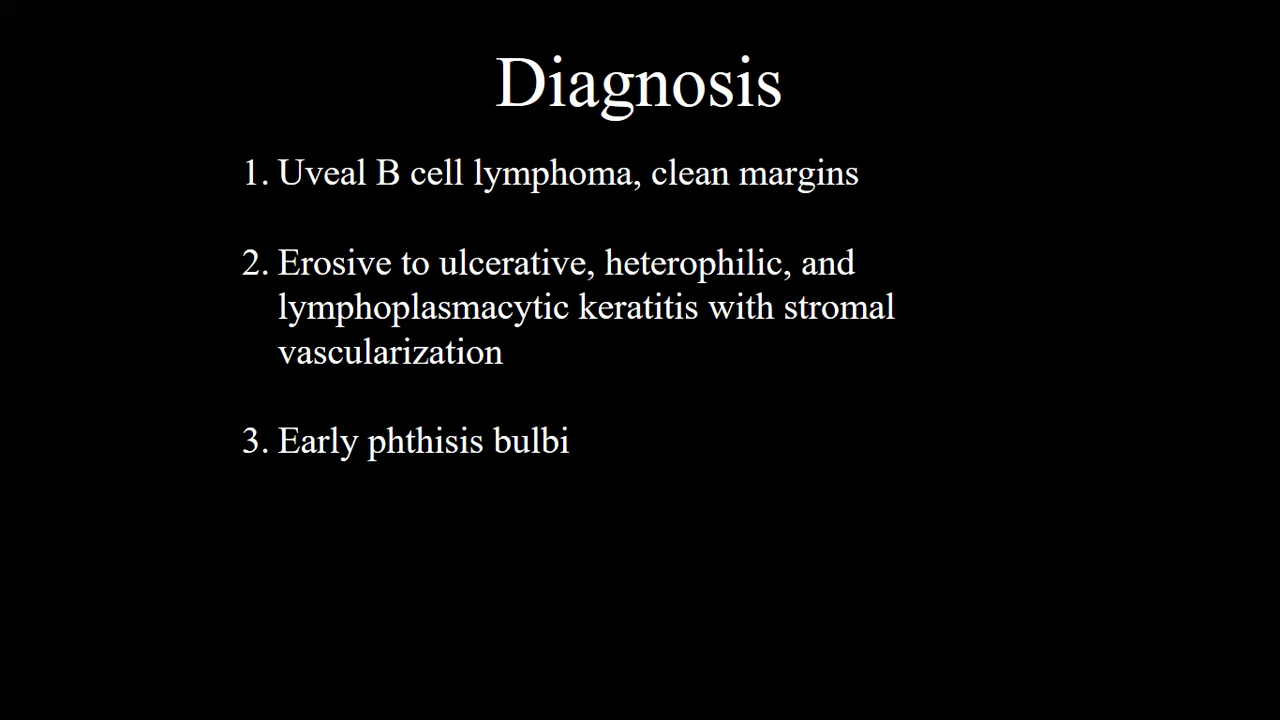 Diagnosis
1. Uveal B cell lymphoma, clean margins
2. Erosive to ulcerative, heterophilic, and
lymphoplasmacytic keratitis with stromal
vascularization
3. Early phthisis bulbi